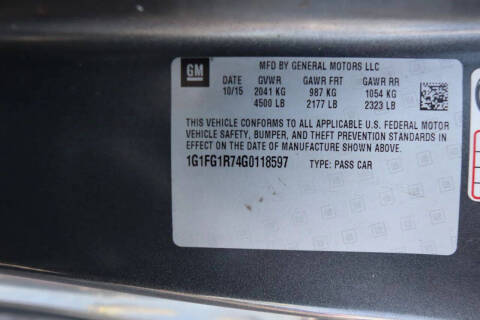 GM
MFD BY GENERAL MOTORS LLC
DATE GVWR GAWR FRT GAWR RR
10/15 2041 KG 987 KG 1054 KG
4500 LB 2177 LB 2323 LB
THIS VEHICLE CONFORMS TO ALL APPLICABLE U.S. FEDERAL MOTOR
VEHICLE SAFETY, BUMPER, AND THEFT PREVENTION STANDARDS IN
EFFECT ON THE DATE OF MANUFACTURE SHOWN ABOVE.
1G1FG1R74G0118597 TYPE: PASS CAR